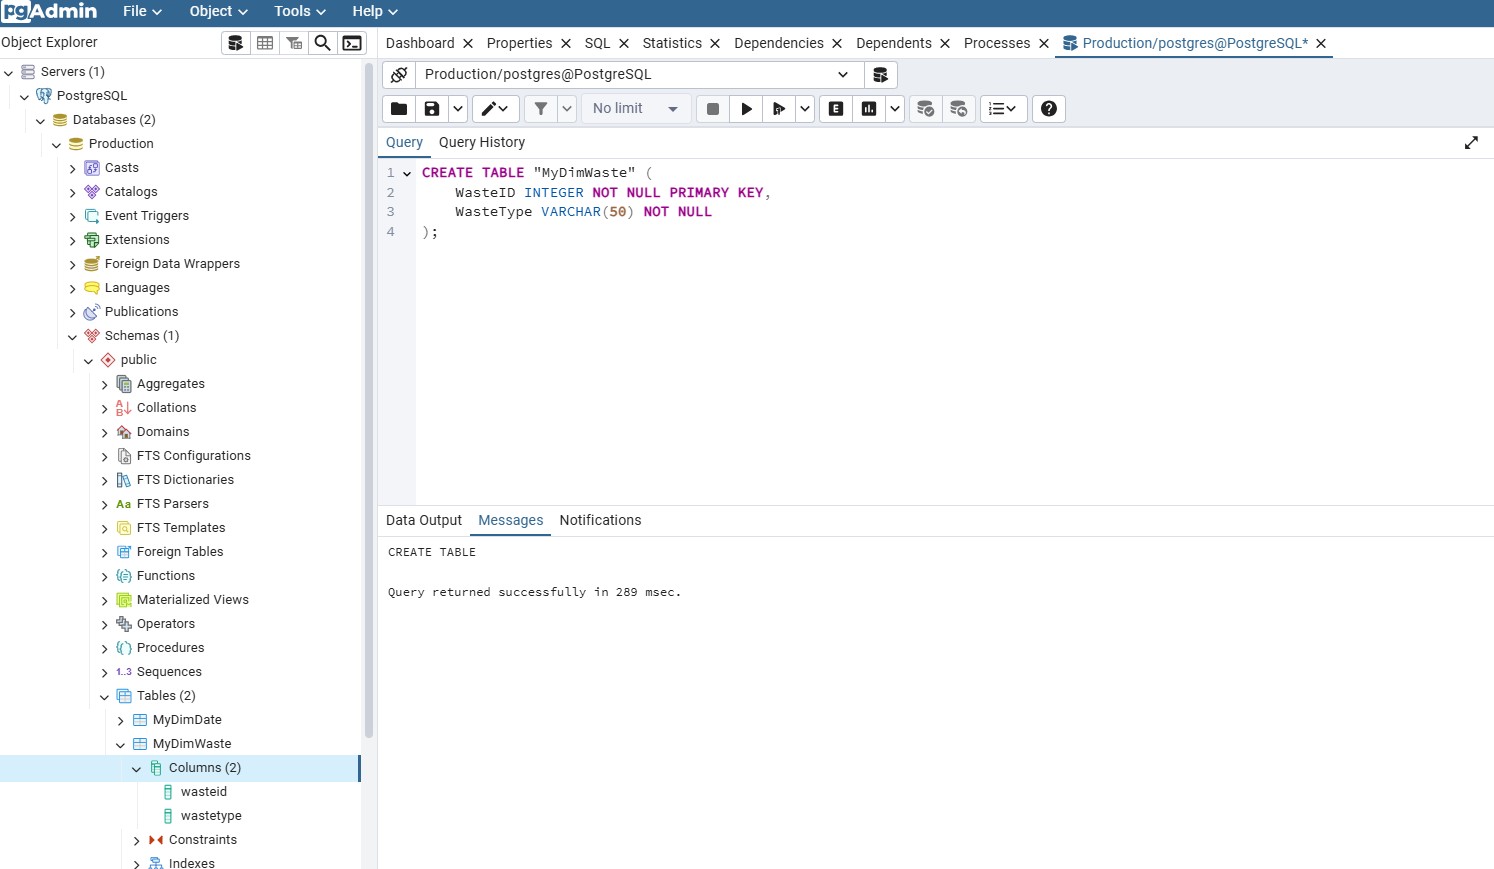 pgAdmin File Object Tools Help
Object Explorer
Dashboard Properties SQL Statistics Dependencies Dependents Processes Production/postgres@PostgreSQL*
Servers (1)
PostgreSQL
Databases (2)
Production
Casts
Catalogs
Event Triggers
Extensions
Foreign Data Wrappers
Languages
Publications
Schemas (1)
public
Aggregates
Collations
Domains
FTS Configurations
FTS Dictionaries
Aa FTS Parsers
FTS Templates
Foreign Tables
Functions
Materialized Views
Operators
Procedures
1..3 Sequences
Tables (2)
MyDimDate
MyDimWaste
Columns (2)
wasteid
wastetype
Constraints
Indexes
Production/postgres@PostgreSQL
No limit E
Query Query History
1 CREATE TABLE "MyDimWaste" (
2 WasteID INTEGER NOT NULL PRIMARY KEY,
3 WasteType VARCHAR(50) NOT NULL
4 );
Data Output Messages Notifications
CREATE TABLE
Query returned successfully in 289 msec.